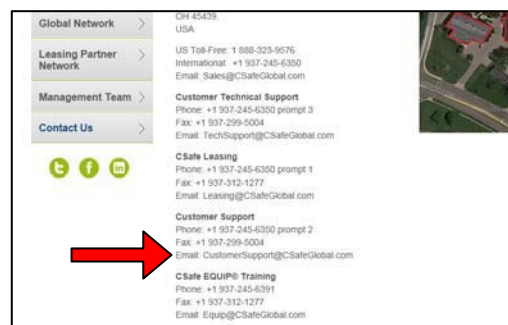 Global Network
Leasing Partner
Network
Management Team
Contact Us
OH 45439.
USA
US Toll-Free: 1 888-323-9576
International: +1 937-245-6350
Email: Sales@CSafeGlobal.com
Customer Technical Support
Phone: +1 937-245-6350 prompt 3
Fax: +1 937-299-5004
Email: TechSupport@CSafeGlobal.com
CSafe Leasing
Phone: +1 937-245-6350 prompt 1
Fax: +1 937-312-1277
Email: Leasing@CSafeGlobal.com
Customer Support
Phone: +1 937-245-6350 prompt 2
Fax: +1 937-299-5004
Email: CustomerSupport@CSafeGlobal.com
CSafe EQUIP® Training
Phone: +1 937-245-6391
Fax: +1 937-312-1277
Email: Equip@CSafeGlobal.com